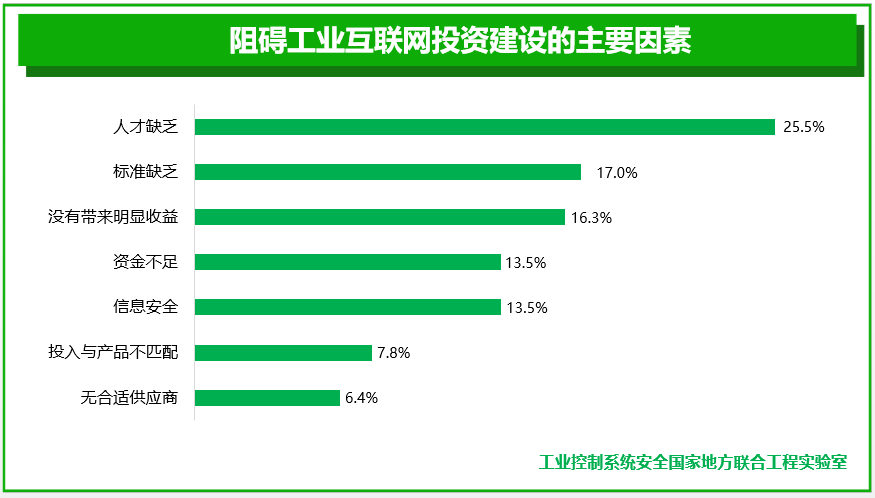 阻碍工业互联网投资建设的主要因素
人才缺乏 25.5%
标准缺乏 17.0%
没有带来明显收益 16.3%
资金不足 13.5%
信息安全 13.5%
投入与产品不匹配 7.8%
无合适供应商 6.4%
工业控制系统安全国家地方联合工程实验室